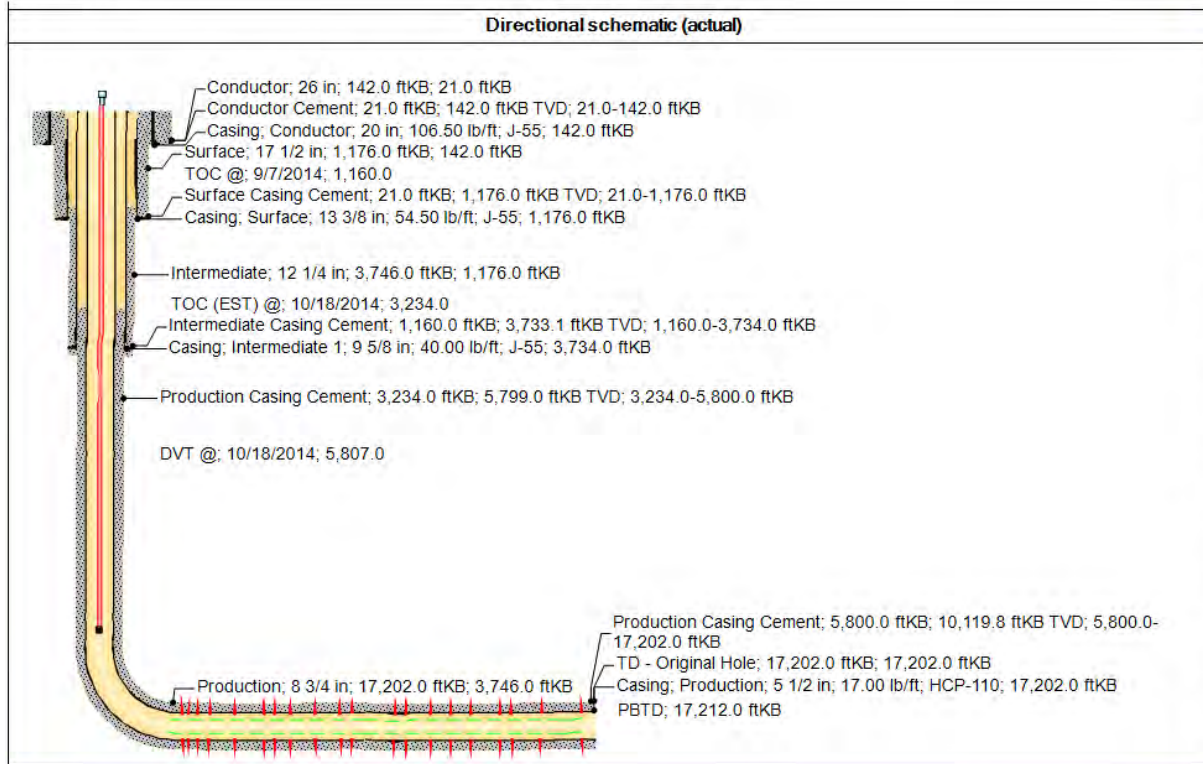 Directional schematic (actual)
Conductor; 26 in; 142.0 ftKB; 21.0 ftKB
Conductor Cement; 21.0 ftKB; 142.0 ftKB TVD; 21.0-142.0 ftKB
Casing; Conductor; 20 in; 106.50 lb/ft; J-55; 142.0 ftKB
Surface; 17 1/2 in; 1,176.0 ftKB; 142.0 ftKB
TOC @; 9/7/2014; 1,160.0
Surface Casing Cement; 21.0 ftKB; 1,176.0 ftKB TVD; 21.0-1,176.0 ftKB
Casing; Surface; 13 3/8 in; 54.50 lb/ft; J-55; 1,176.0 ftKB
Intermediate; 12 1/4 in; 3,746.0 ftKB; 1,176.0 ftKB
TOC (EST) @; 10/18/2014; 3,234.0
Intermediate Casing Cement; 1,160.0 ftKB; 3,733.1 ftKB TVD; 1,160.0-3,734.0 ftKB
Casing; Intermediate 1; 9 5/8 in; 40.00 lb/ft; J-55; 3,734.0 ftKB
Production Casing Cement; 3,234.0 ftKB; 5,799.0 ftKB TVD; 3,234.0-5,800.0 ftKB
DVT @; 10/18/2014; 5,807.0
Production Casing Cement; 5,800.0 ftKB; 10,119.8 ftKB TVD; 5,800.0-
17,202.0 ftKB
TD - Original Hole; 17,202.0 ftKB; 17,202.0 ftKB
Production; 8 3/4 in; 17,202.0 ftKB; 3,746.0 ftKB
Casing; Production; 5 1/2 in; 17.00 lb/ft; HCP-110; 17,202.0 ftKB
PBTD; 17,212.0 ftKB